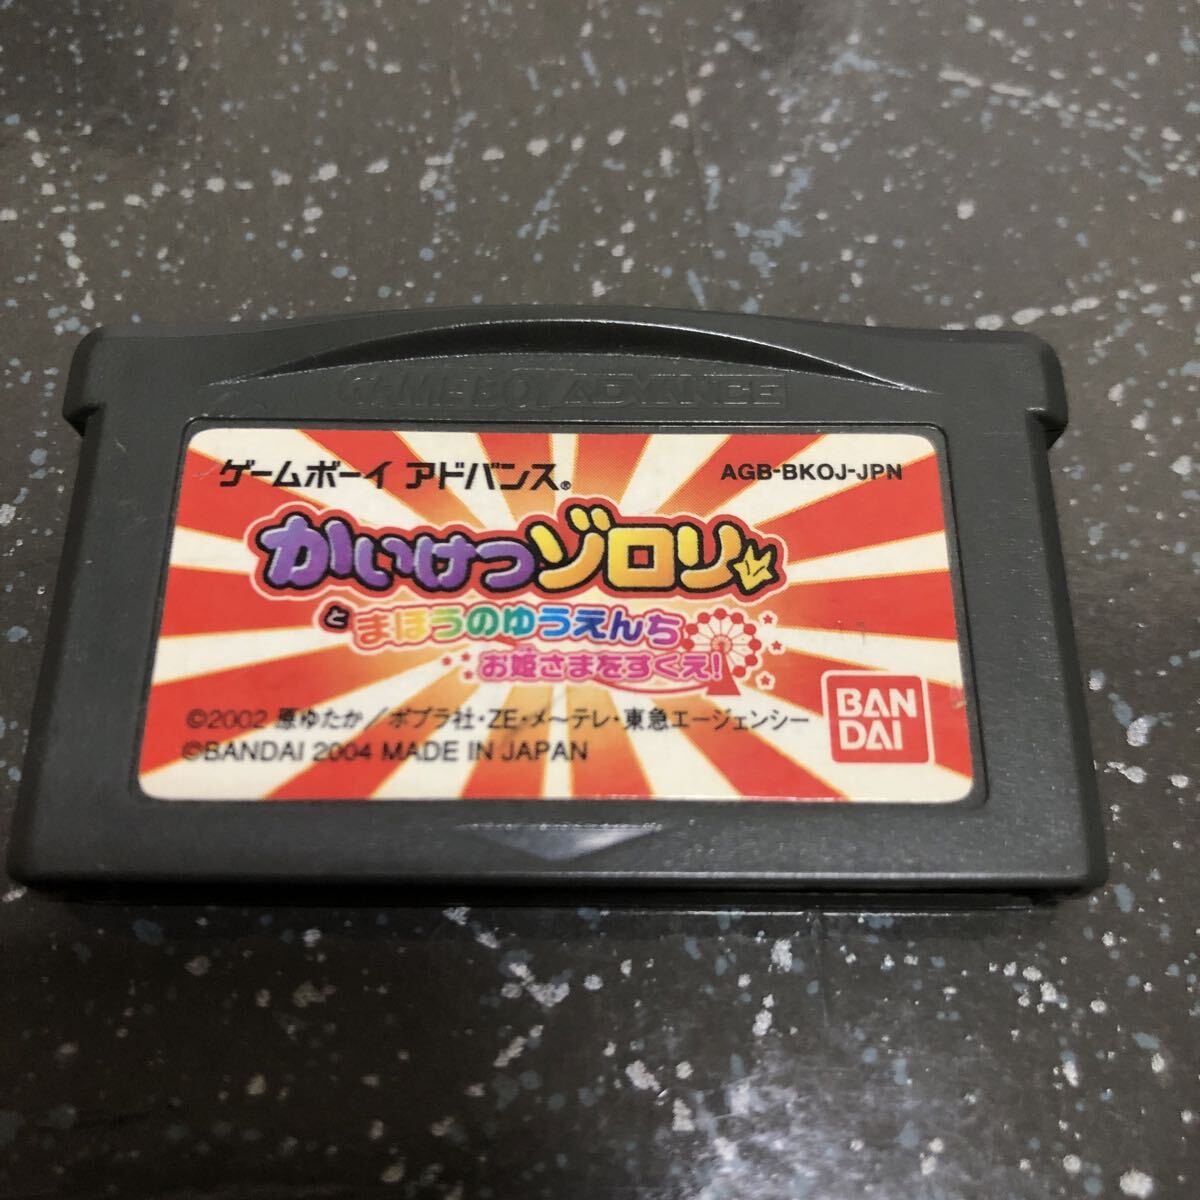 GAME BOY ADVANCE
ゲームボーイ アドバンス®
AGB-BKOJ-JPN
かいけつゾロリ
と まほうのゆうえんち
お姫さまをすくえ!
©2002 原ゆたか/ポプラ社・ZE・メ〜テレ・東急エージェンシー
©BANDAI 2004 MADE IN JAPAN
BAN
DAI